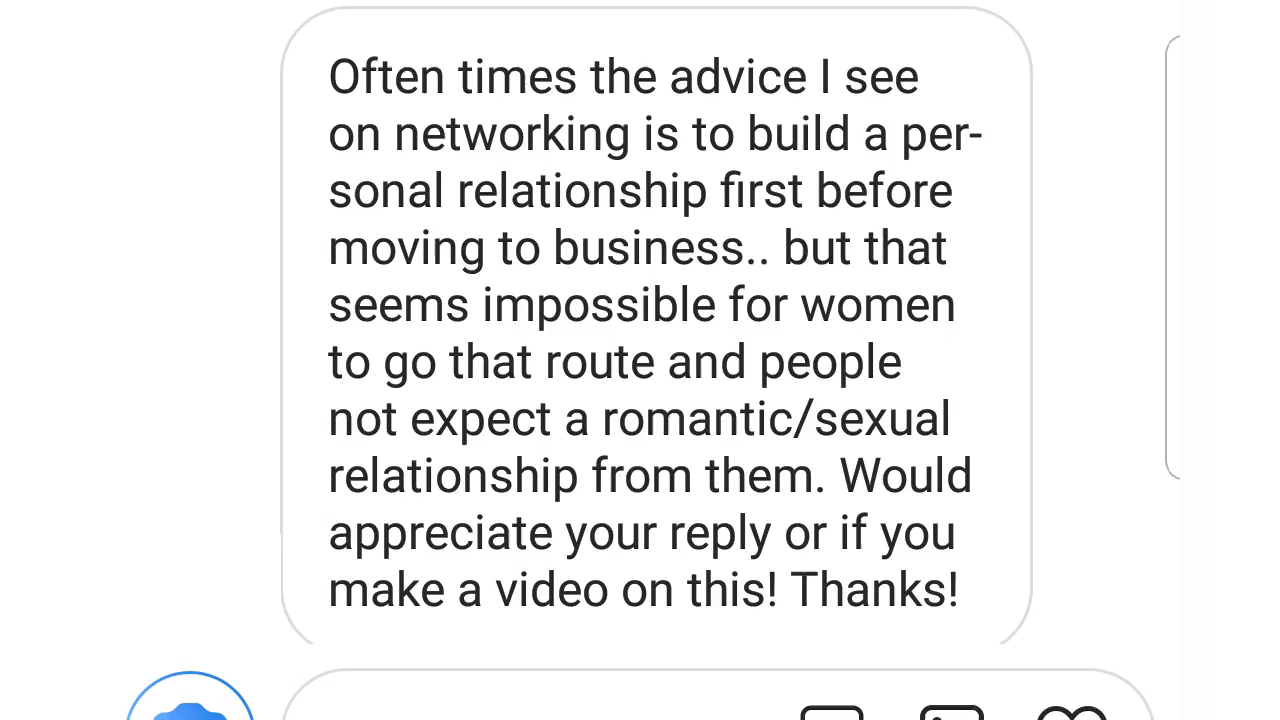 Often times the advice I see
on networking is to build a per-
sonal relationship first before
moving to business.. but that
seems impossible for women
to go that route and people
not expect a romantic/sexual
relationship from them. Would
appreciate your reply or if you
make a video on this! Thanks!